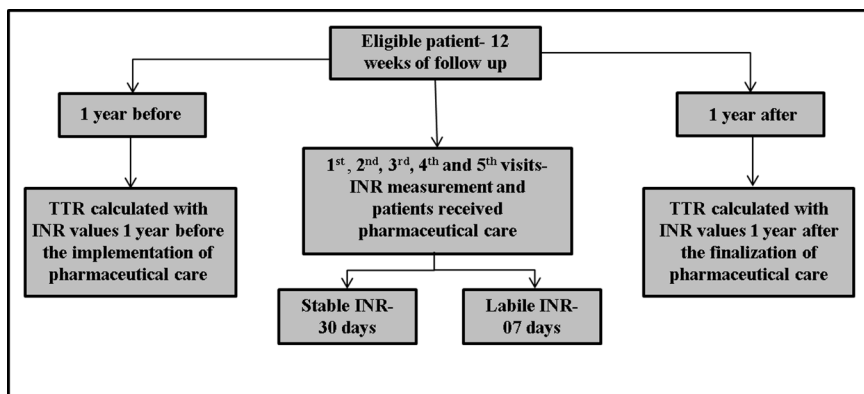 Eligible patient- 12
weeks of follow up
1 year before
1 year after
1st , 2nd, 3rd, 4th and 5th visits-
INR measurement and
patients received
pharmaceutical care
TTR calculated with
INR values 1 year before
the implementation of
pharmaceutical care
TTR calculated with
INR values 1 year after
the finalization of
pharmaceutical care
Stable INR-
30 days
Labile INR-
07 days